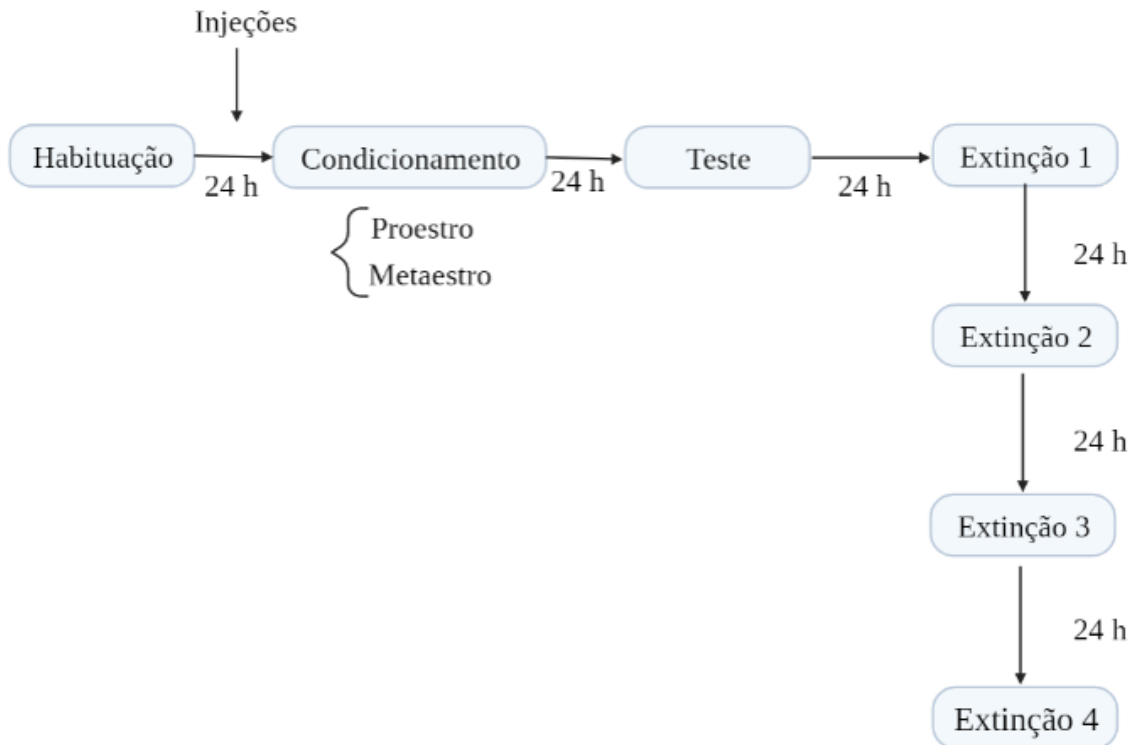 Injeções
Habituação
24 h
Condicionamento
24 h
Teste
24 h
Extinção 1
Proestro
Metaestro
24 h
Extinção 2
24 h
Extinção 3
24 h
Extinção 4